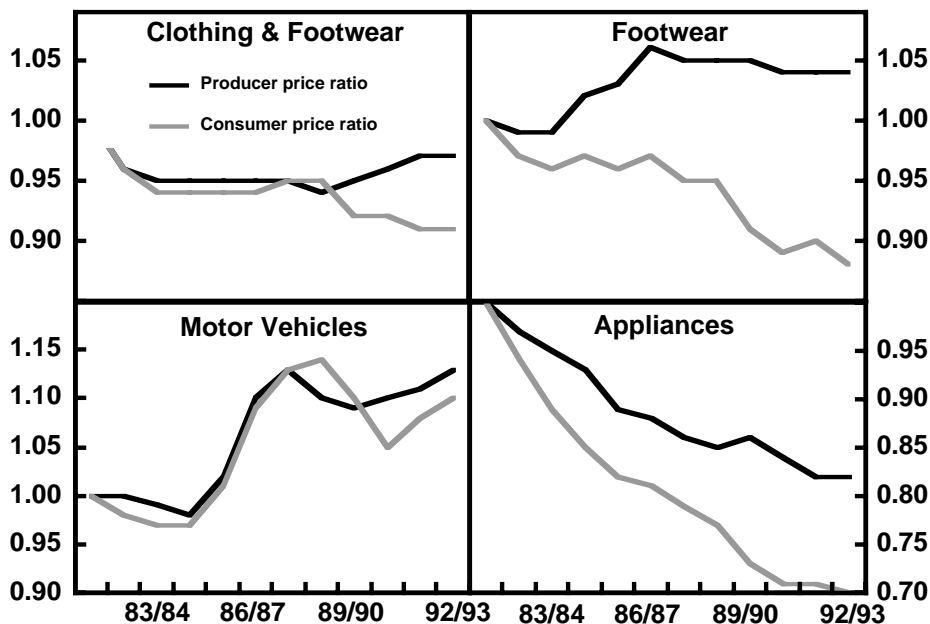 Clothing & Footwear
Footwear
Producer price ratio
Consumer price ratio
1.05
1.00
0.95
0.90
1.05
1.00
0.95
0.90
Motor Vehicles
Appliances
1.15
1.10
1.05
1.00
0.95
0.90
0.95
0.90
0.85
0.80
0.75
0.70
83/84 86/87 89/90 92/93
83/84 86/87 89/90 92/93